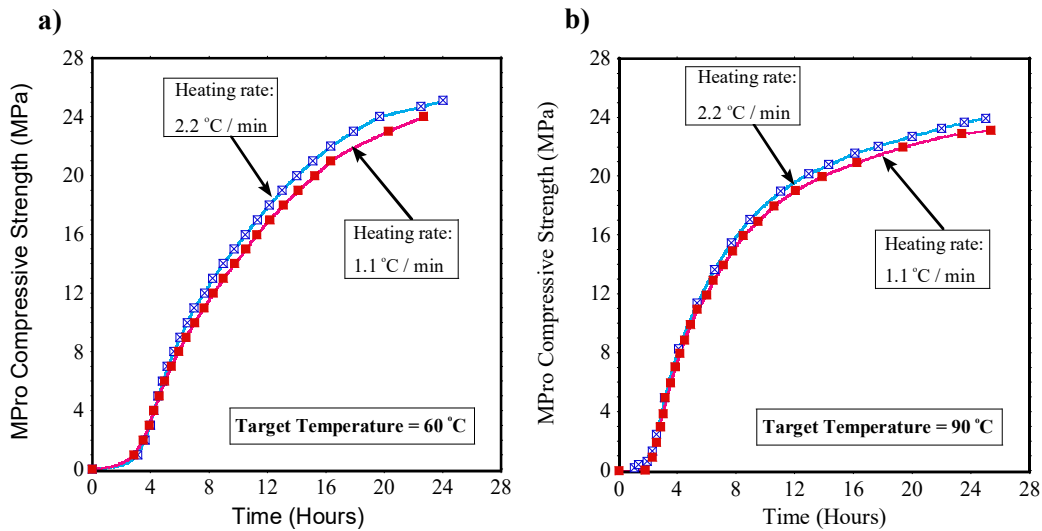 a)
MPro Compressive Strength (MPa)
28
24
20
16
12
8
4
0
Heating rate:
2.2 °C / min
Heating rate:
1.1 °C / min
Target Temperature = 60 °C
0 4 8 12 16 20 24 28
Time (Hours)
b)
MPro Compressive Strength (MPa)
28
24
20
16
12
8
4
0
Heating rate:
2.2 °C / min
Heating rate:
1.1 °C / min
Target Temperature = 90 °C
0 4 8 12 16 20 24 28
Time (Hours)